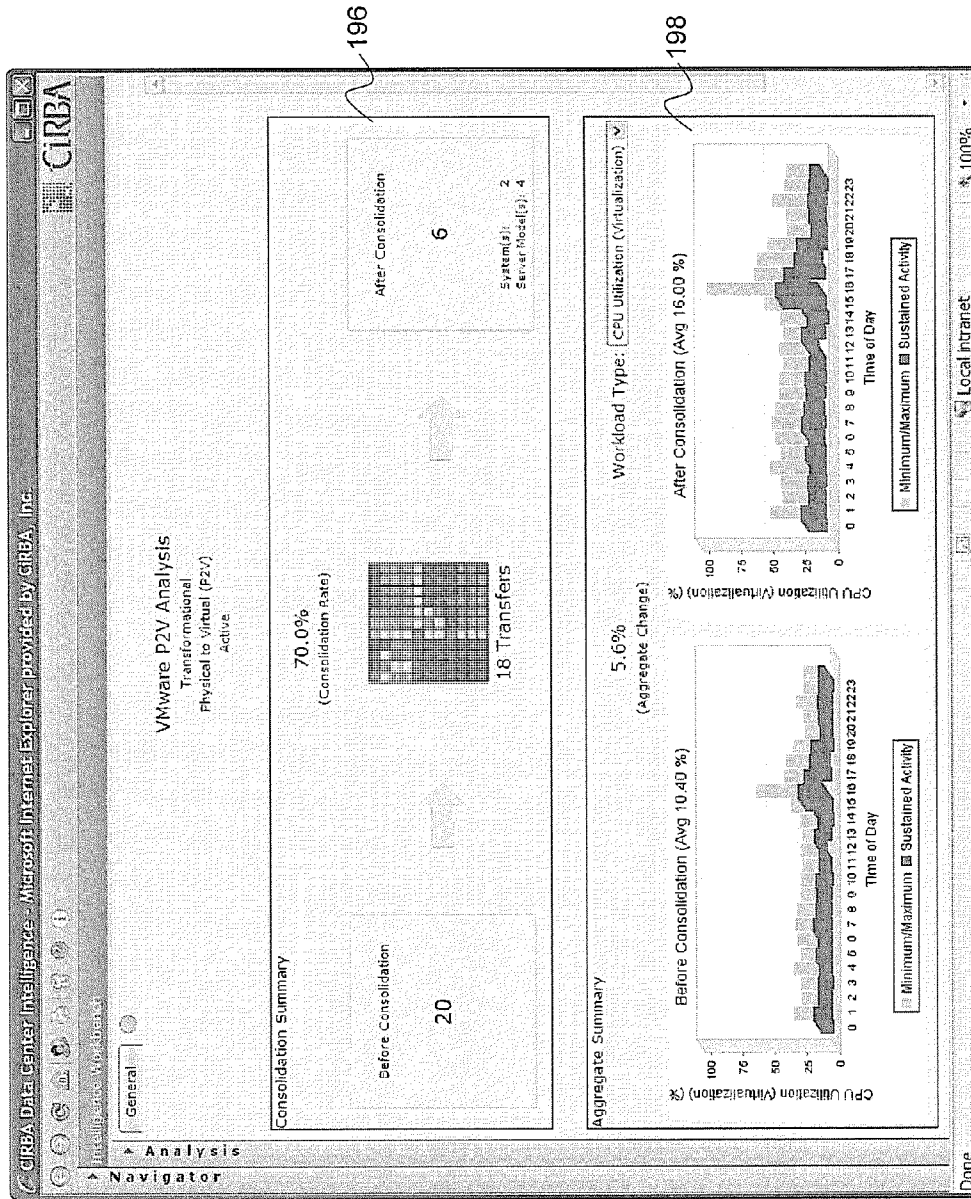 CiRBA Data Center Intelligence - Microsoft Internet Explorer provided by CiRBA, Inc.
CiRBA
Navigator
Analysis
General
VMware P2V Analysis
Transformational
Physical to Virtual (P2V)
Active
Consolidation Summary
196
70.0%
(Consolidation Rate)
Before Consolidation
20
18 Transfers
After Consolidation
6
System[s]: 2
Server Model[s]: 4
Aggregate Summary
198
5.6%
(Aggregate Change)
Workload Type: CPU Utilization (Virtualization)
Before Consolidation (Avg 10.40 %)
CPU Utilization (Virtualization) (%)
100
75
50
25
0
0 1 2 3 4 5 6 7 8 9 10 11 12 13 14 15 16 17 18 19 20 21 22 23
Time of Day
Minimum/Maximum Sustained Activity
After Consolidation (Avg 16.00 %)
CPU Utilization (Virtualization) (%)
100
75
50
25
0
0 1 2 3 4 5 6 7 8 9 10 11 12 13 14 15 16 17 18 19 20 21 22 23
Time of Day
Minimum/Maximum Sustained Activity
Done
Local intranet
100%